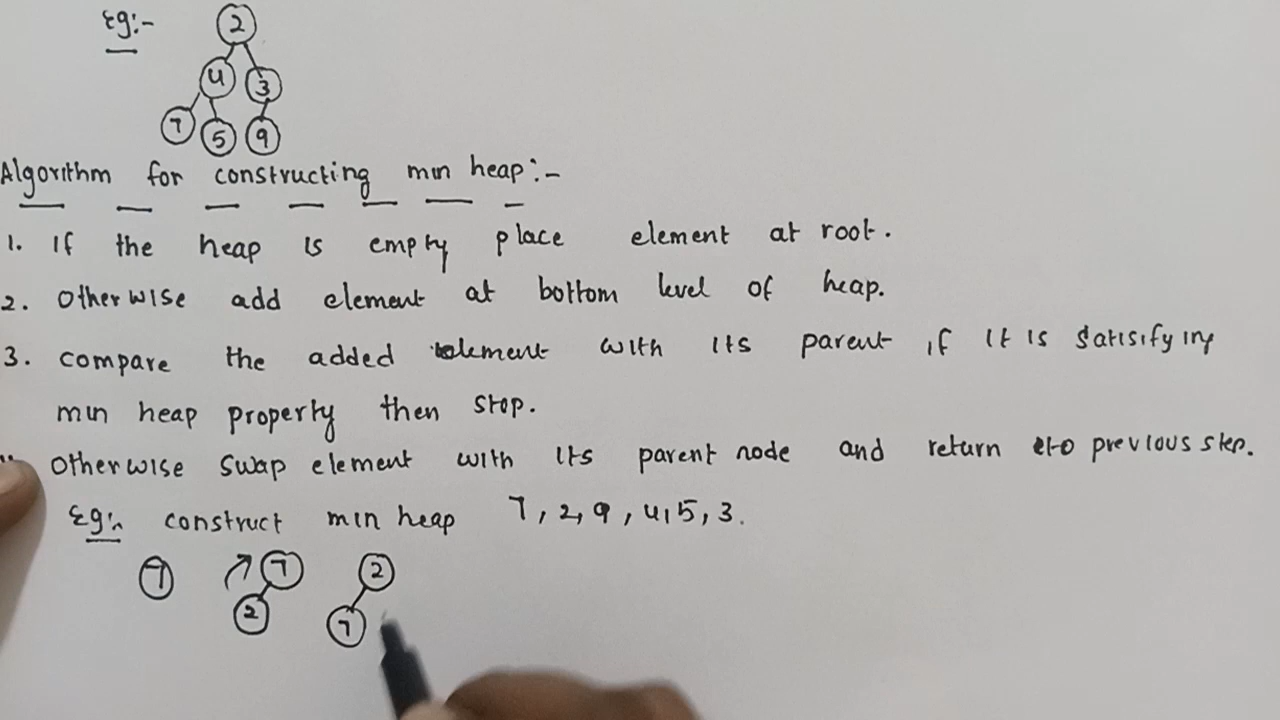 Eg:-
2
4 3
7 5 9
Algorithm for constructing min heap:-
1. If the heap is empty place element at root.
2. Otherwise add element at bottom level of heap.
3. compare the added element with its parent if it is satisifying
min heap property then stop.
Otherwise swap element with its parent node and return to previous step.
Eg:- construct min heap 7, 2, 9, 4, 5, 3.
7 7 2
2 7